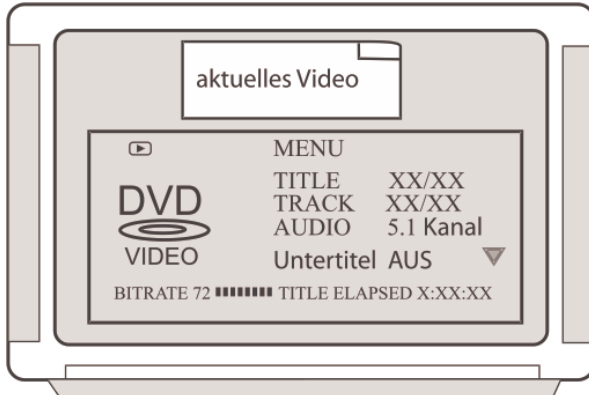 aktuelles Video
MENU
DVD
VIDEO
TITLE XX/XX
TRACK XX/XX
AUDIO 5.1 Kanal
Untertitel AUS
BITRATE 72 TITLE ELAPSED X:XX:XX